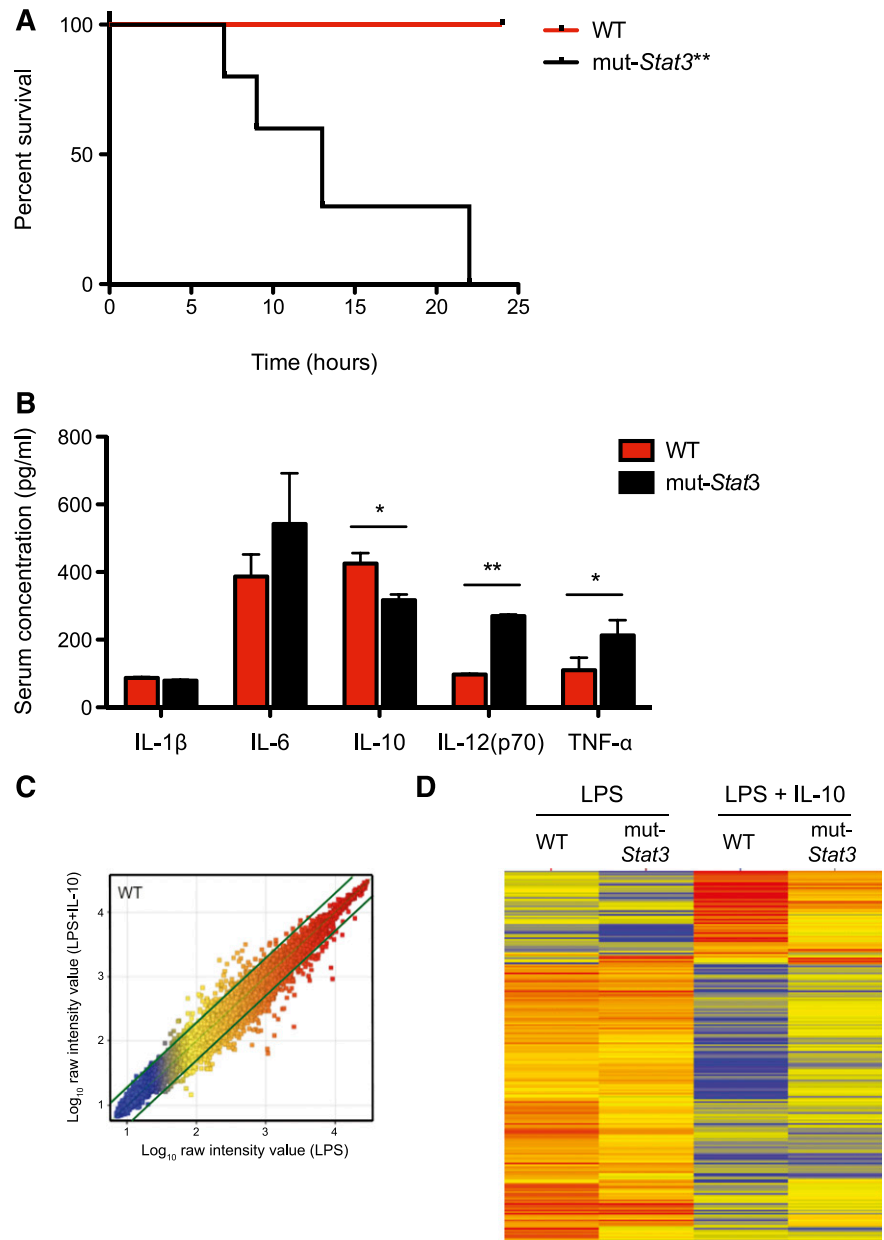 A
100
50
0
Percent survival
0 5 10 15 20 25
Time (hours)
WT
mut-Stat3**
B
800
600
400
200
0
Serum concentration (pg/ml)
* ** *
WT
mut-Stat3
IL-1β IL-6 IL-10 IL-12(p70) TNF-α
C
WT
4
3
2
1
Log₁₀ raw intensity value (LPS+IL-10)
1 2 3 4
Log₁₀ raw intensity value (LPS)
D
LPS LPS + IL-10
WT mut-Stat3 WT mut-Stat3